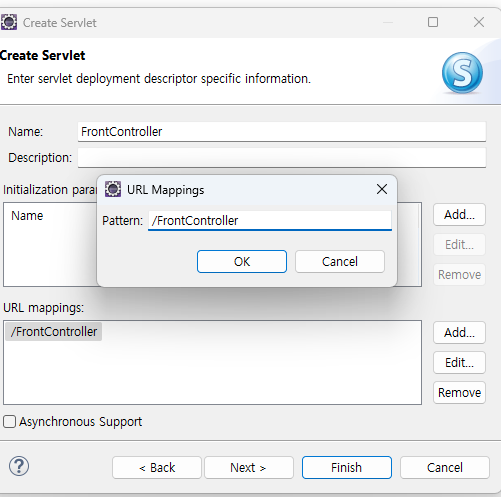 Create Servlet
Create Servlet
Enter servlet deployment descriptor specific information.
Name: FrontController
Description:
Initialization para
Name
Add...
Edit...
Remove
URL Mappings
Pattern: /FrontController
OK Cancel
URL mappings:
/FrontController
Add...
Edit...
Remove
Asynchronous Support
? < Back Next > Finish Cancel